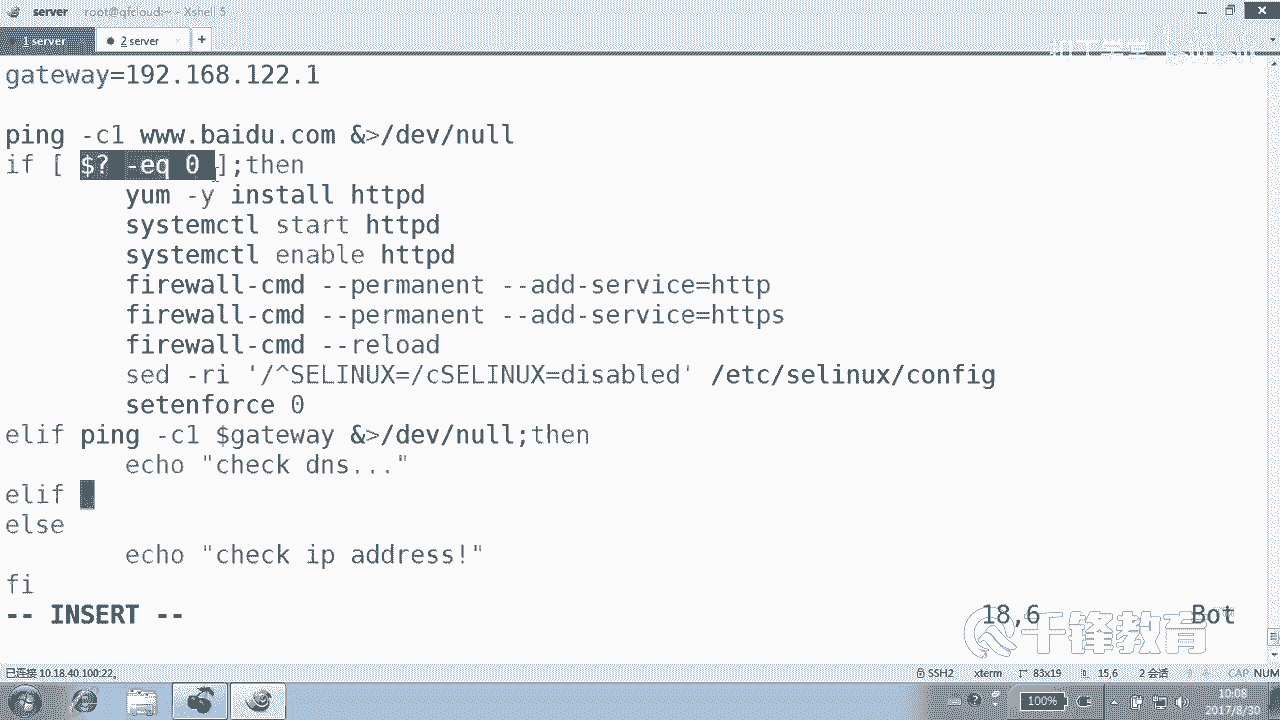 server root@qfcloud:~ - Xshell 5
1 server
2 server
+
gateway=192.168.122.1
ping -c1 www.baidu.com &>/dev/null
if [ $? -eq 0 ];then
yum -y install httpd
systemctl start httpd
systemctl enable httpd
firewall-cmd --permanent --add-service=http
firewall-cmd --permanent --add-service=https
firewall-cmd --reload
sed -ri '/^SELINUX=/cSELINUX=disabled' /etc/selinux/config
setenforce 0
elif ping -c1 $gateway &>/dev/null;then
echo "check dns..."
elif
else
echo "check ip address!"
fi
-- INSERT -- 18,6 Bot
千锋教育
已连接 10.18.40.100:22。 SSH2 xterm 83x19 15,6 2 会话 CAP NUM
100% 10:08
2017/8/30